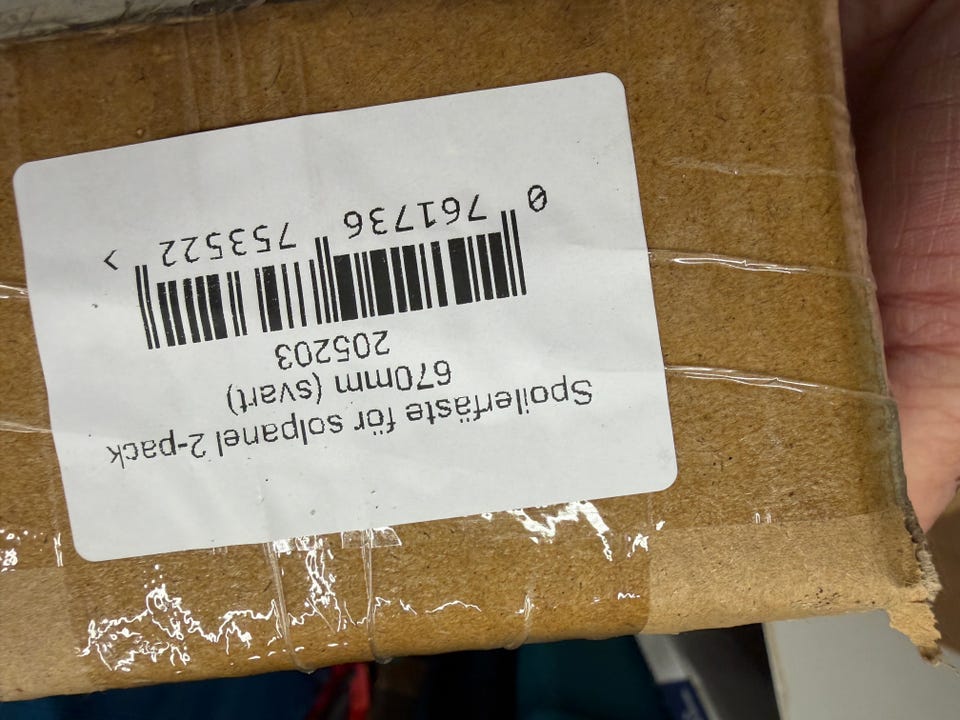 Spoilerfäste för solpanel 2-pack
670mm (svart)
205203
0 761736 753522 >